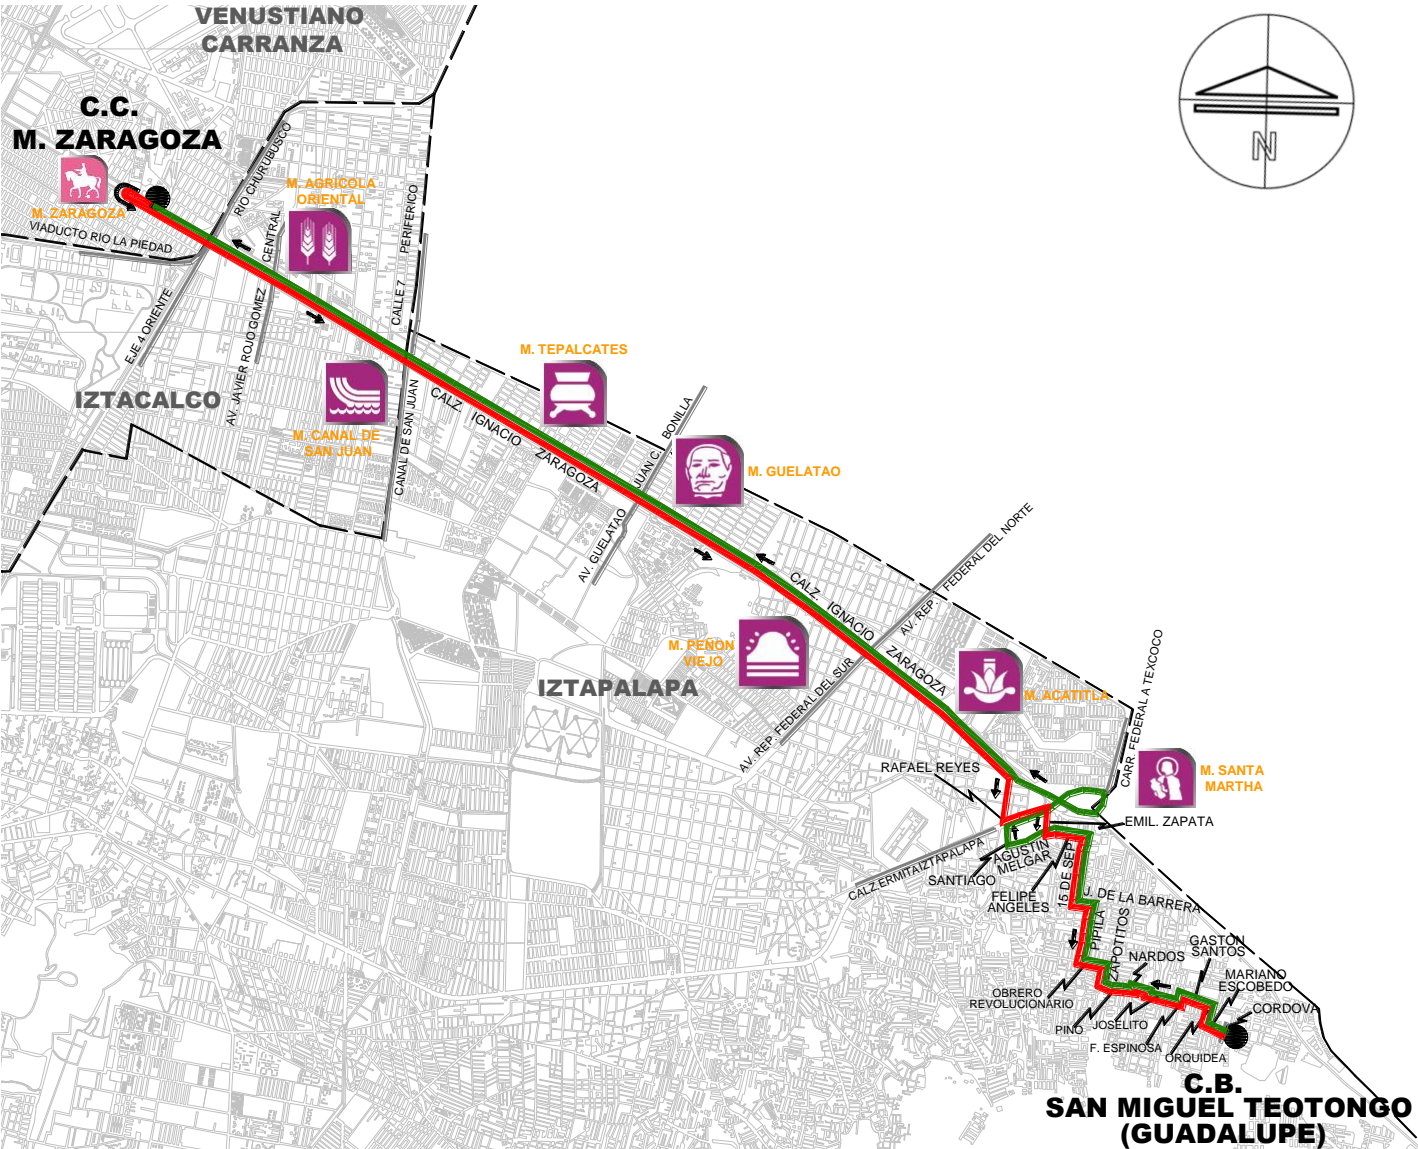 VENUSTIANO
CARRANZA
C.C.
M. ZARAGOZA
M. ZARAGOZA
VIADUCTO RIO LA PIEDAD
RIO CHURUBUSCO
M. AGRICOLA
ORIENTAL
CENTRAL
PERIFERICO
CALLE 7
EJE 4 ORIENTE
AV. JAVIER ROJO GOMEZ
IZTACALCO
M. CANAL DE
SAN JUAN
CANAL DE SAN JUAN
CALZ. IGNACIO ZARAGOZA
M. TEPALCATES
JUAN C. BONILLA
M. GUELATAO
AV. GUELATAO
CALZ. IGNACIO ZARAGOZA
AV. REP. FEDERAL DEL NORTE
M. PEÑON
VIEJO
IZTAPALAPA
AV. REP. FEDERAL DEL SUR
M. ACATITLA
CARR. FEDERAL A TEXCOCO
RAFAEL REYES
M. SANTA
MARTHA
EMIL. ZAPATA
CALZ ERMITA IZTAPALAPA
AGUSTIN
MELGAR
SANTIAGO
FELIPE
ANGELES
15 DE SEP
J. DE LA BARRERA
PIPILA
ZAPOTITOS
NARDOS
GASTON
SANTOS
MARIANO
ESCOBEDO
CORDOVA
OBRERO
REVOLUCIONARIO
PINO
JOSELITO
F. ESPINOSA
ORQUIDEA
C.B.
SAN MIGUEL TEOTONGO
(GUADALUPE)
N